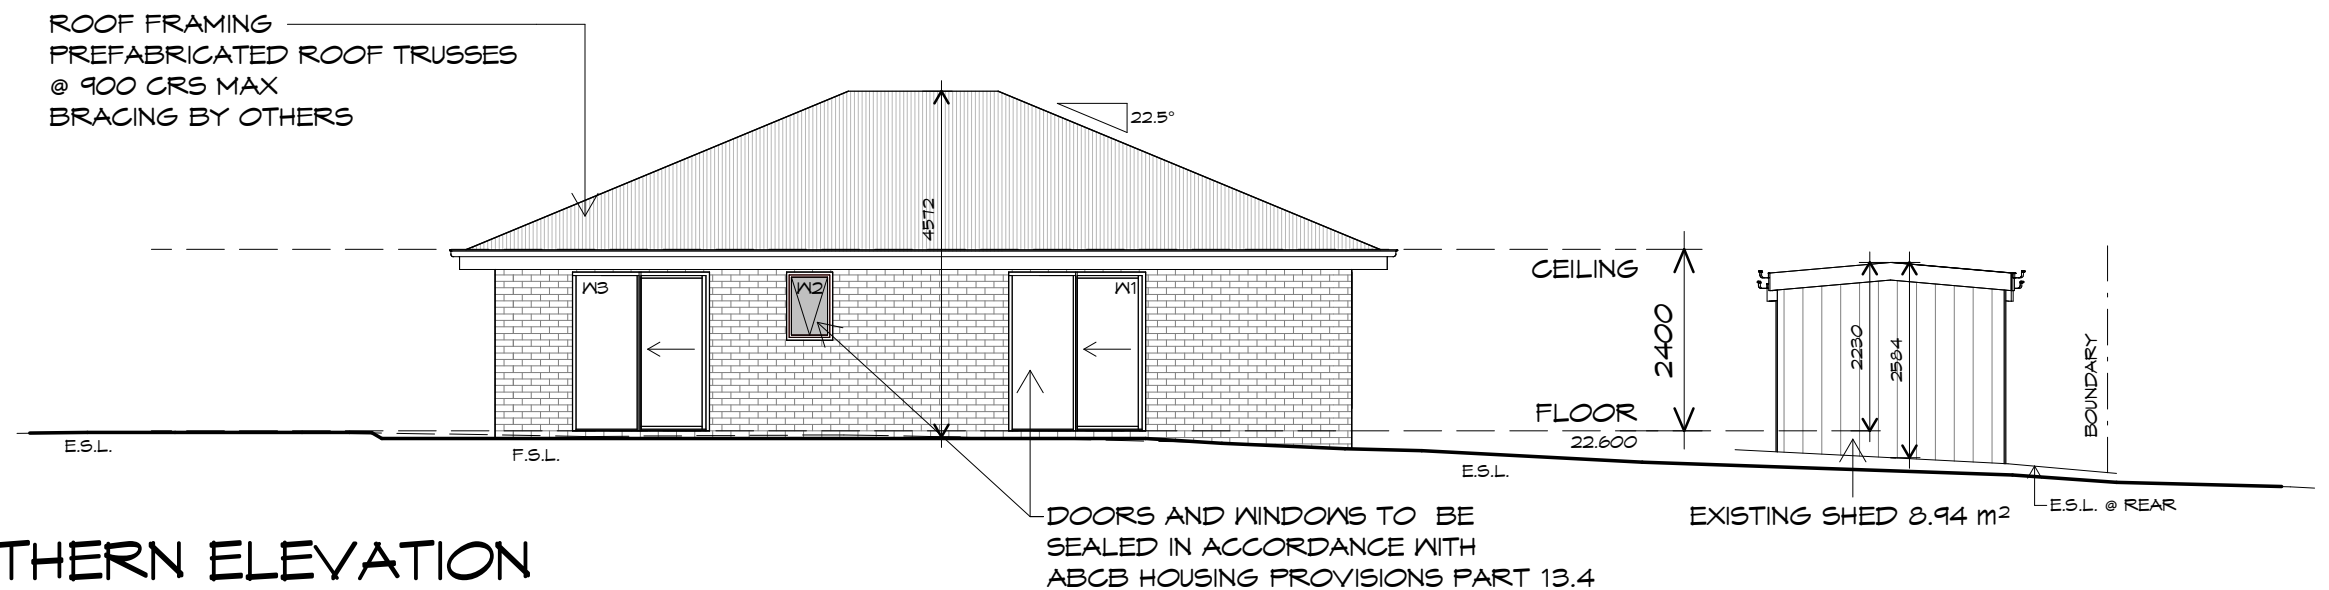 ROOF FRAMING
PREFABRICATED ROOF TRUSSES
@ 900 CRS MAX
BRACING BY OTHERS
22.5°
4572
W3
W2
W1
CEILING
2400
FLOOR
22.600
2230
2584
BOUNDARY
E.S.L.
F.S.L.
E.S.L.
E.S.L. @ REAR
EXISTING SHED 8.94 m²
DOORS AND WINDOWS TO BE
SEALED IN ACCORDANCE WITH
ABCB HOUSING PROVISIONS PART 13.4
THERN ELEVATION